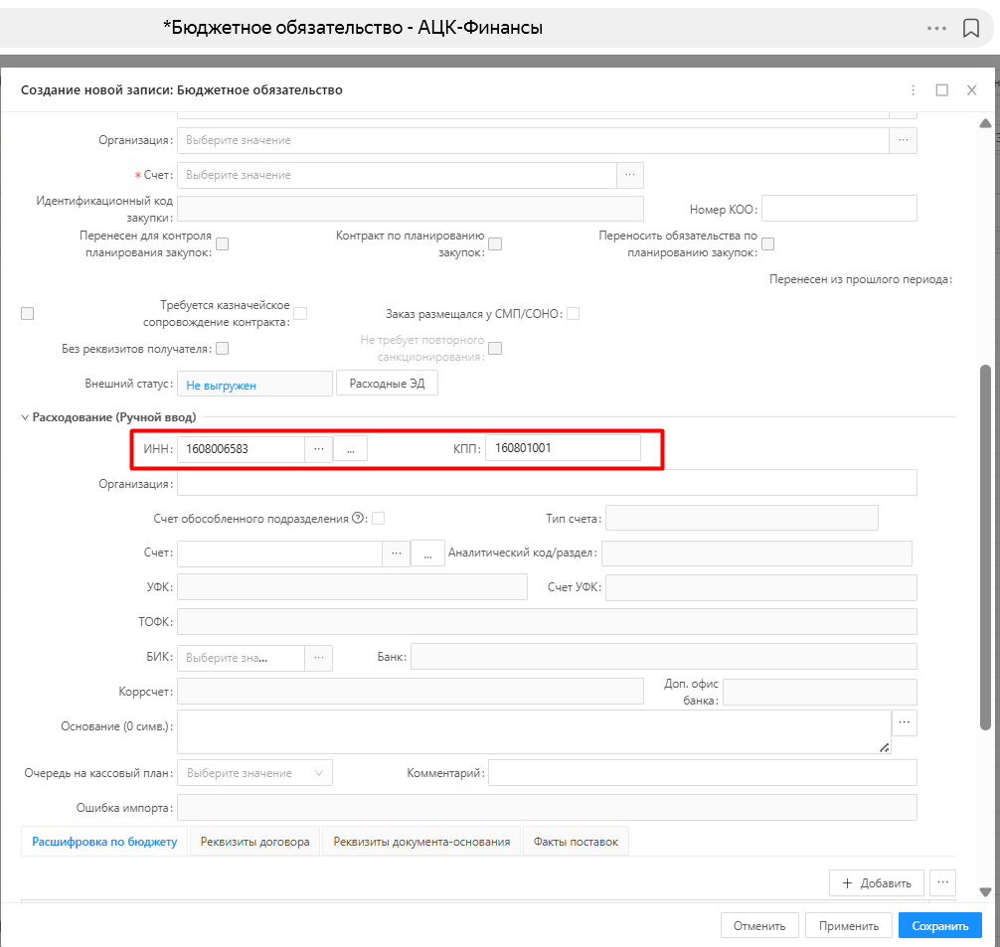 *Бюджетное обязательство - АЦК-Финансы
Создание новой записи: Бюджетное обязательство
Организация: Выберите значение ...
* Счет: Выберите значение ...
Идентификационный код
закупки:
Номер КОО:
Перенесен для контроля
планирования закупок:
Контракт по планированию
закупок:
Переносить обязательства по
планированию закупок:
Перенесен из прошлого периода:
Требуется казначейское
сопровождение контракта:
Заказ размещался у СМП/СОНО:
Без реквизитов получателя:
Не требует повторного
санкционирования:
Внешний статус: Не выгружен Расходные ЭД
Расходование (Ручной ввод)
ИНН: 1608006583 ... ... КПП: 160801001
Организация:
Счет обособленного подразделения ?: Тип счета:
Счет: ... ... Аналитический код/раздел:
УФК: Счет УФК:
ТОФК:
БИК: Выберите зна... ... Банк:
Коррсчет:
Доп. офис
банка:
Основание (0 симв.): ...
Очередь на кассовый план: Выберите значение Комментарий:
Ошибка импорта:
Расшифровка по бюджету Реквизиты договора Реквизиты документа-основания Факты поставок
+ Добавить ...
Отменить Применить Сохранить